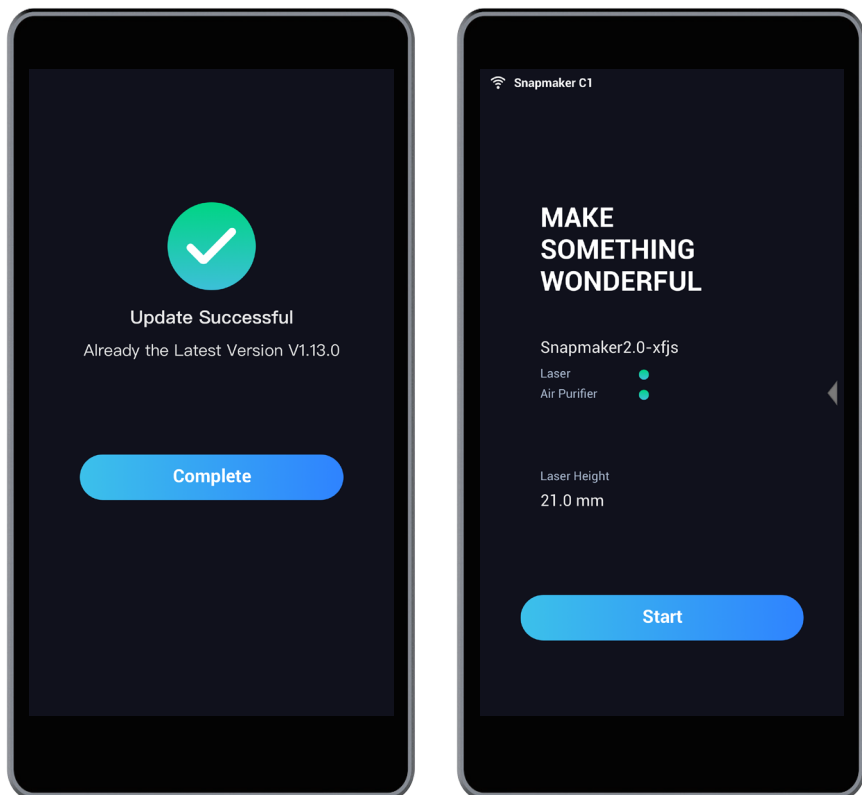 Update Successful
Already the Latest Version V1.13.0
Complete
Snapmaker C1
MAKE
SOMETHING
WONDERFUL
Snapmaker2.0-xfjs
Laser
Air Purifier
Laser Height
21.0 mm
Start